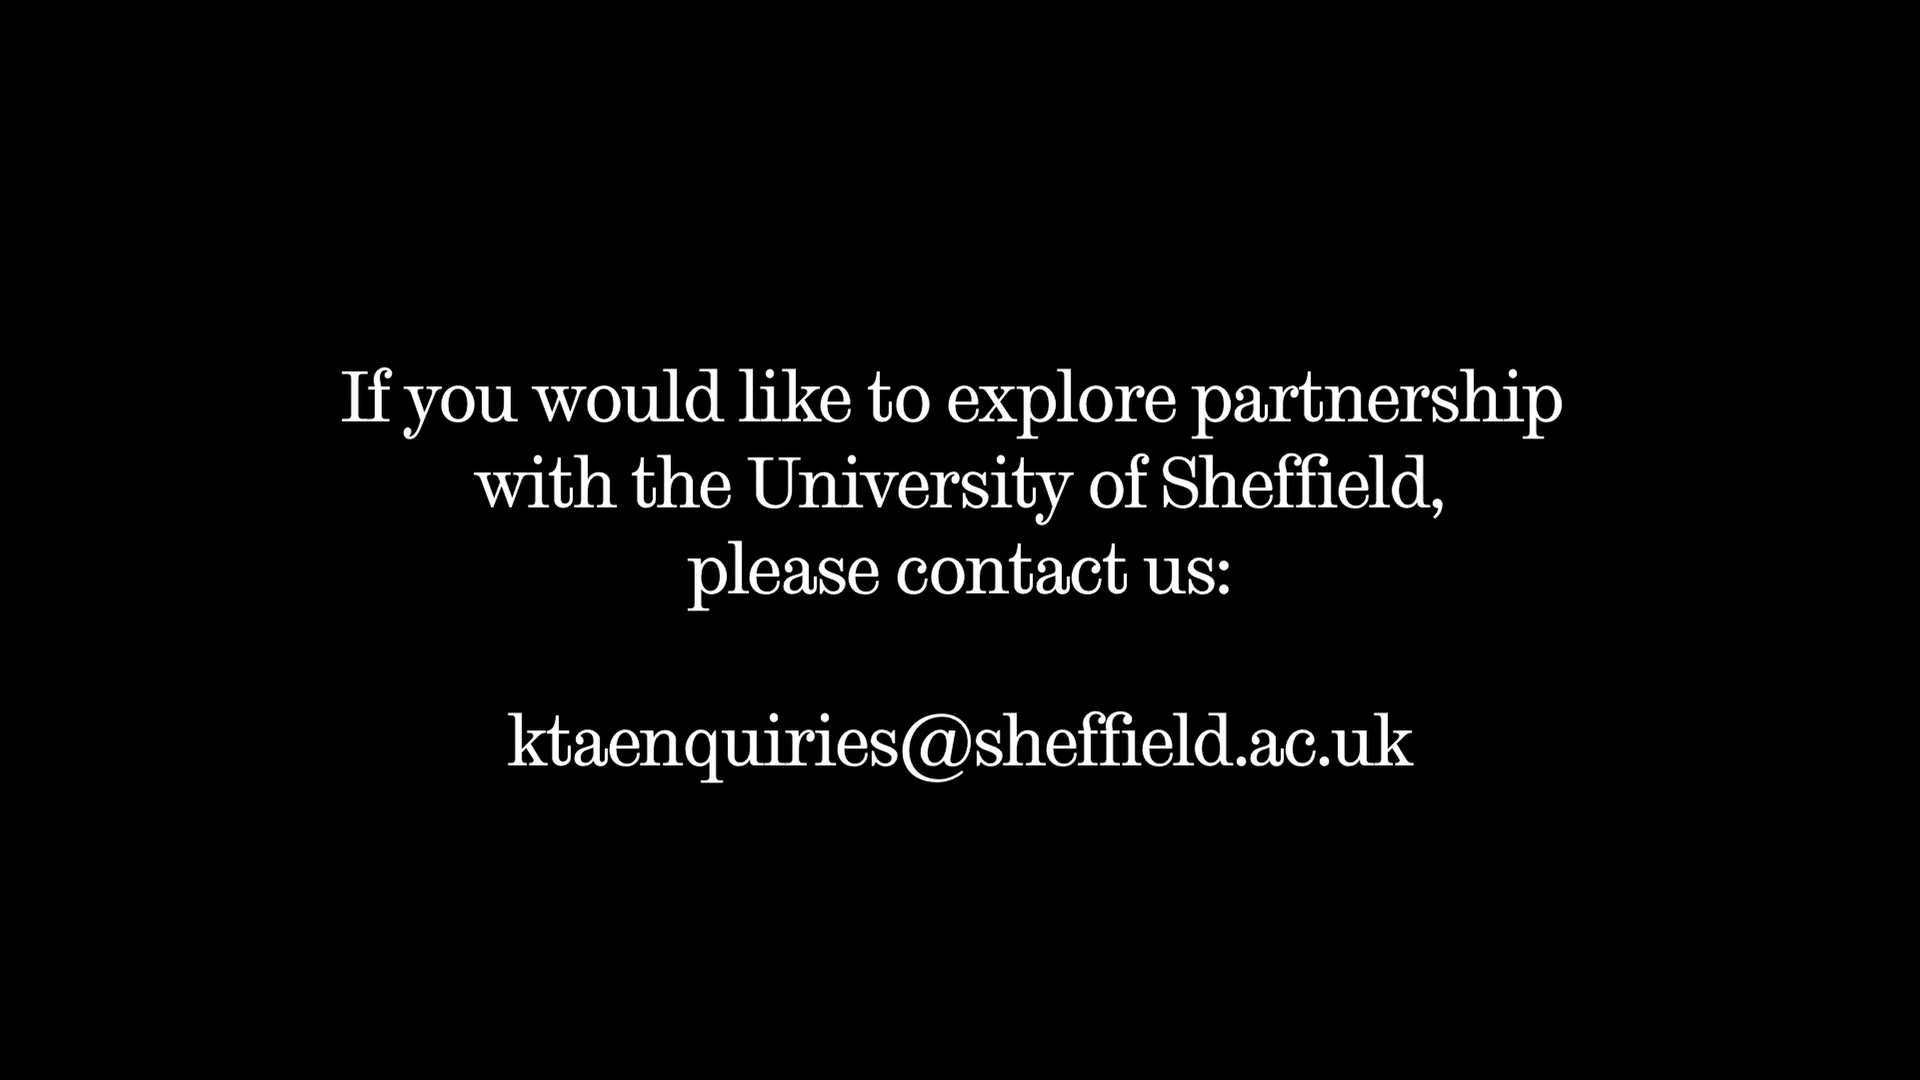 If you would like to explore partnership
with the University of Sheffield,
please contact us:
ktaenquiries@sheffield.ac.uk